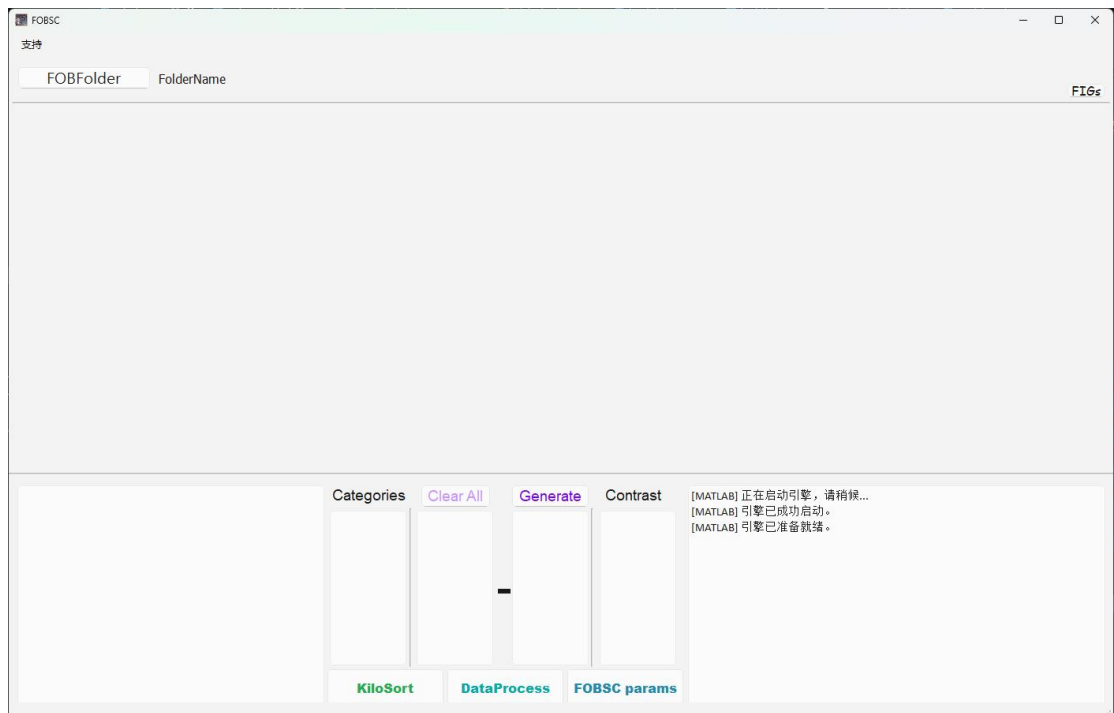 FOBSC
支持
FOBFolder FolderName
FIGs
Categories Clear All Generate Contrast
[MATLAB] 正在启动引擎，请稍候...
[MATLAB] 引擎已成功启动。
[MATLAB] 引擎已准备就绪。
-
KiloSort DataProcess FOBSC params